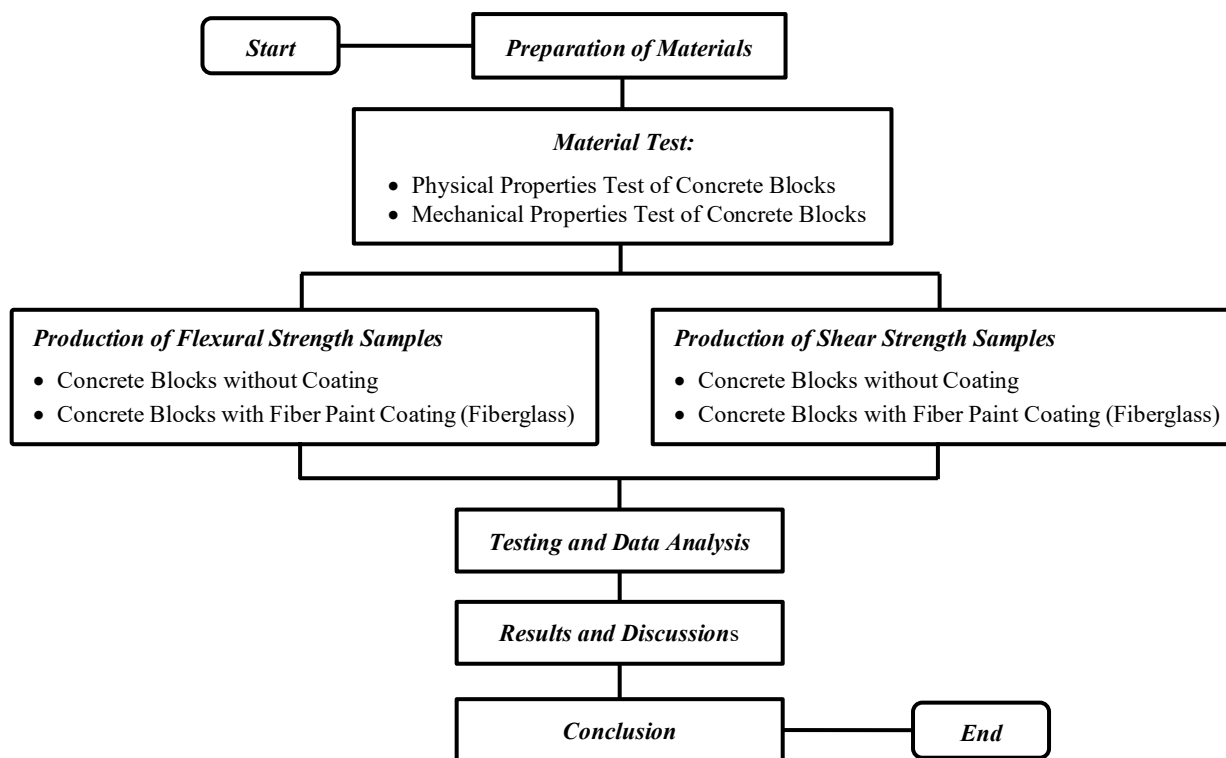 Start
Preparation of Materials
Material Test:
• Physical Properties Test of Concrete Blocks
• Mechanical Properties Test of Concrete Blocks
Production of Flexural Strength Samples
• Concrete Blocks without Coating
• Concrete Blocks with Fiber Paint Coating (Fiberglass)
Production of Shear Strength Samples
• Concrete Blocks without Coating
• Concrete Blocks with Fiber Paint Coating (Fiberglass)
Testing and Data Analysis
Results and Discussions
Conclusion
End